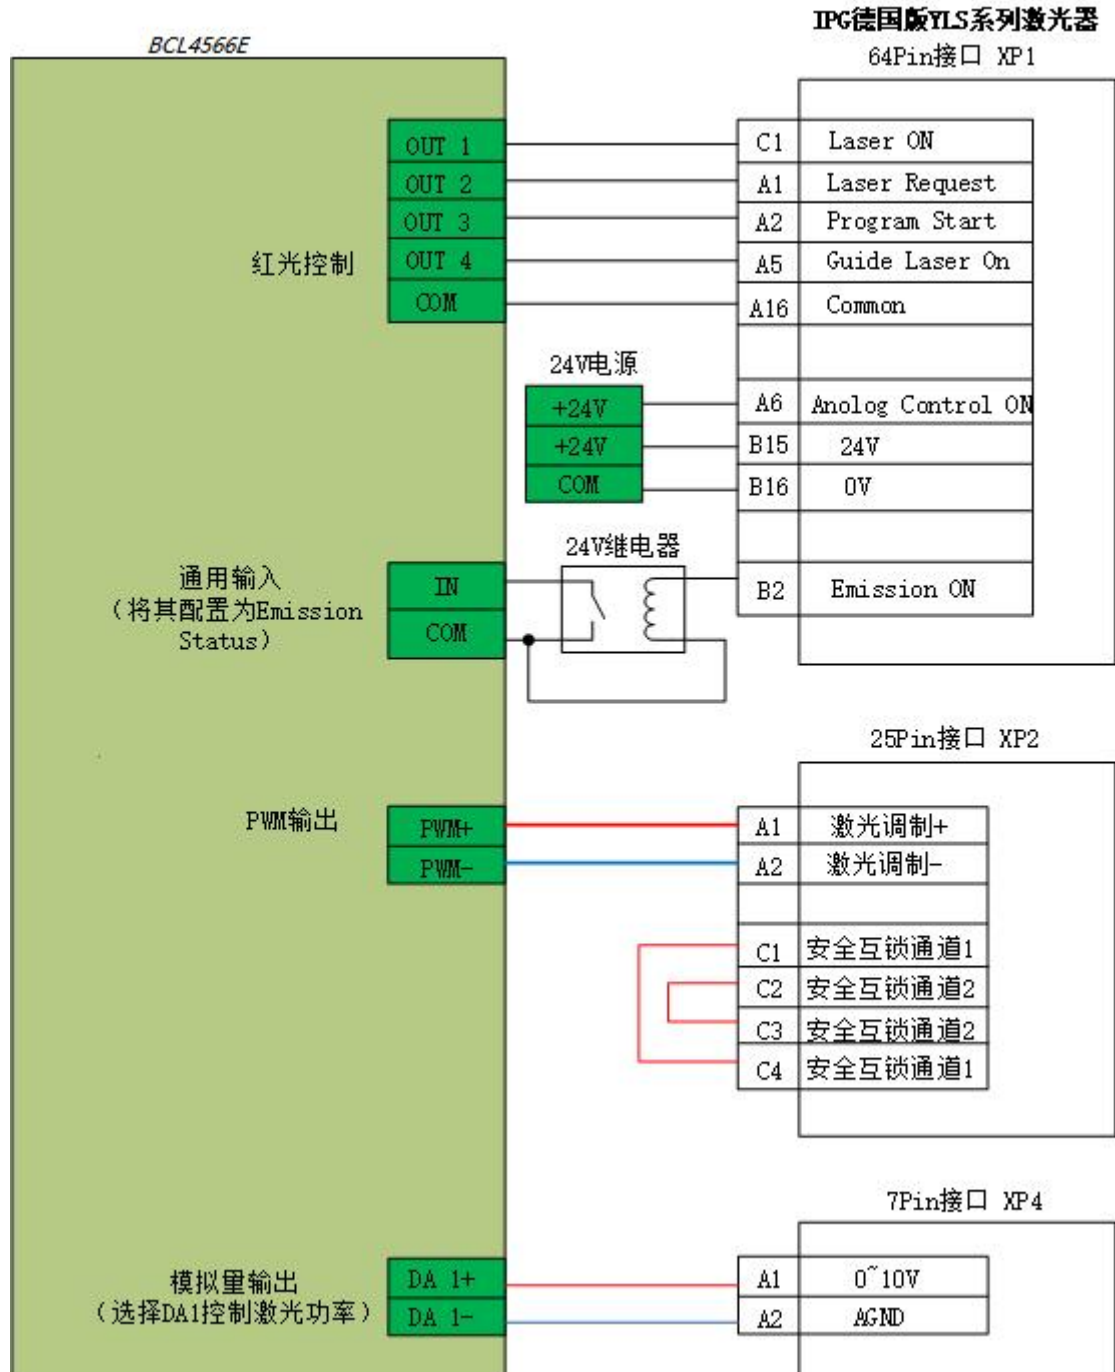 IPG德国版YLS系列激光器
BCL4566E
64Pin接口 XP1
OUT 1
C1
Laser ON
OUT 2
A1
Laser Request
OUT 3
A2
Program Start
红光控制
OUT 4
A5
Guide Laser On
COM
A16
Common
24V电源
+24V
A6
Anolog Control ON
+24V
B15
24V
COM
B16
0V
24V继电器
通用输入
(将其配置为Emission
Status)
IN
COM
B2
Emission ON
25Pin接口 XP2
PWM输出
PWM+
A1
激光调制+
PWM-
A2
激光调制-
C1
安全互锁通道1
C2
安全互锁通道2
C3
安全互锁通道2
C4
安全互锁通道1
7Pin接口 XP4
模拟量输出
(选择DA1控制激光功率)
DA 1+
A1
0~10V
DA 1-
A2
AGND